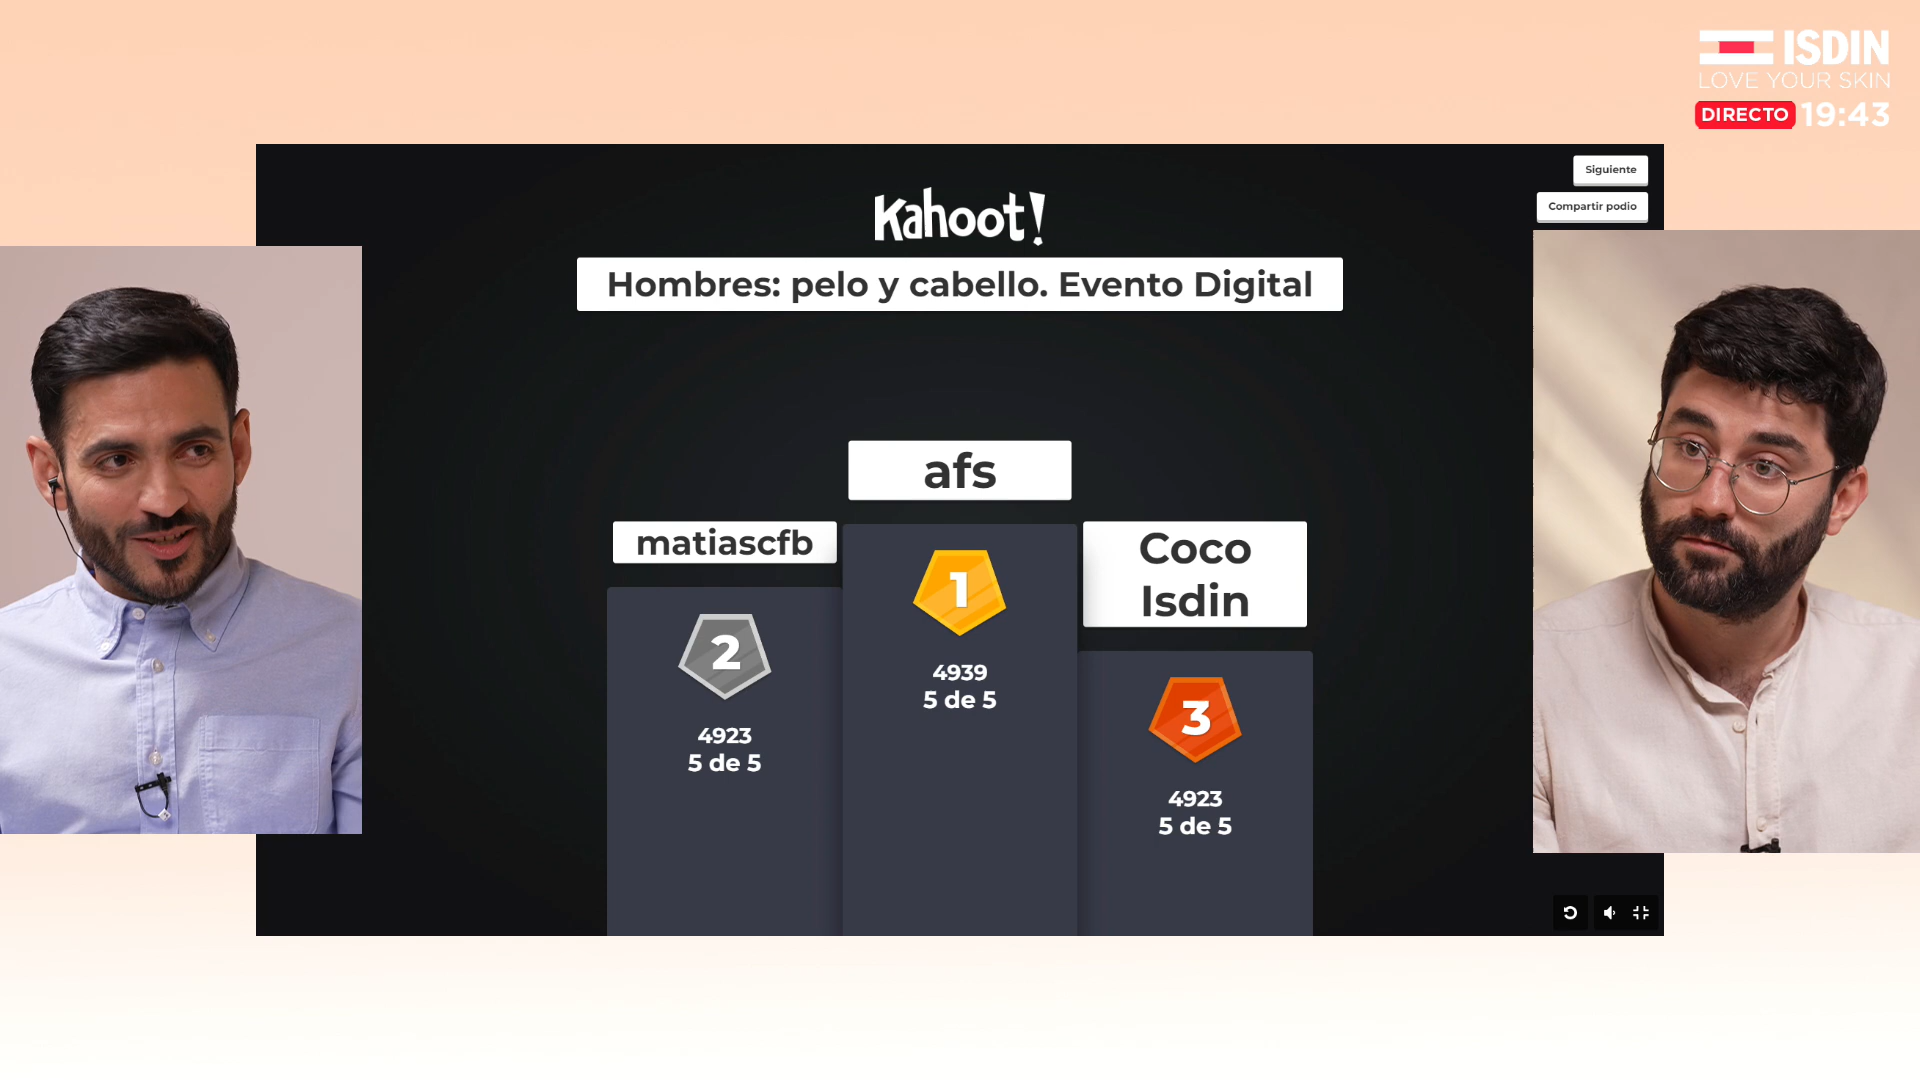 ISDIN
LOVE YOUR SKIN
DIRECTO 19:43
Siguiente
Compartir podio
Kahoot!
Hombres: pelo y cabello. Evento Digital
afs
matiascfb
Coco
Isdin
1
4939
5 de 5
2
4923
5 de 5
3
4923
5 de 5